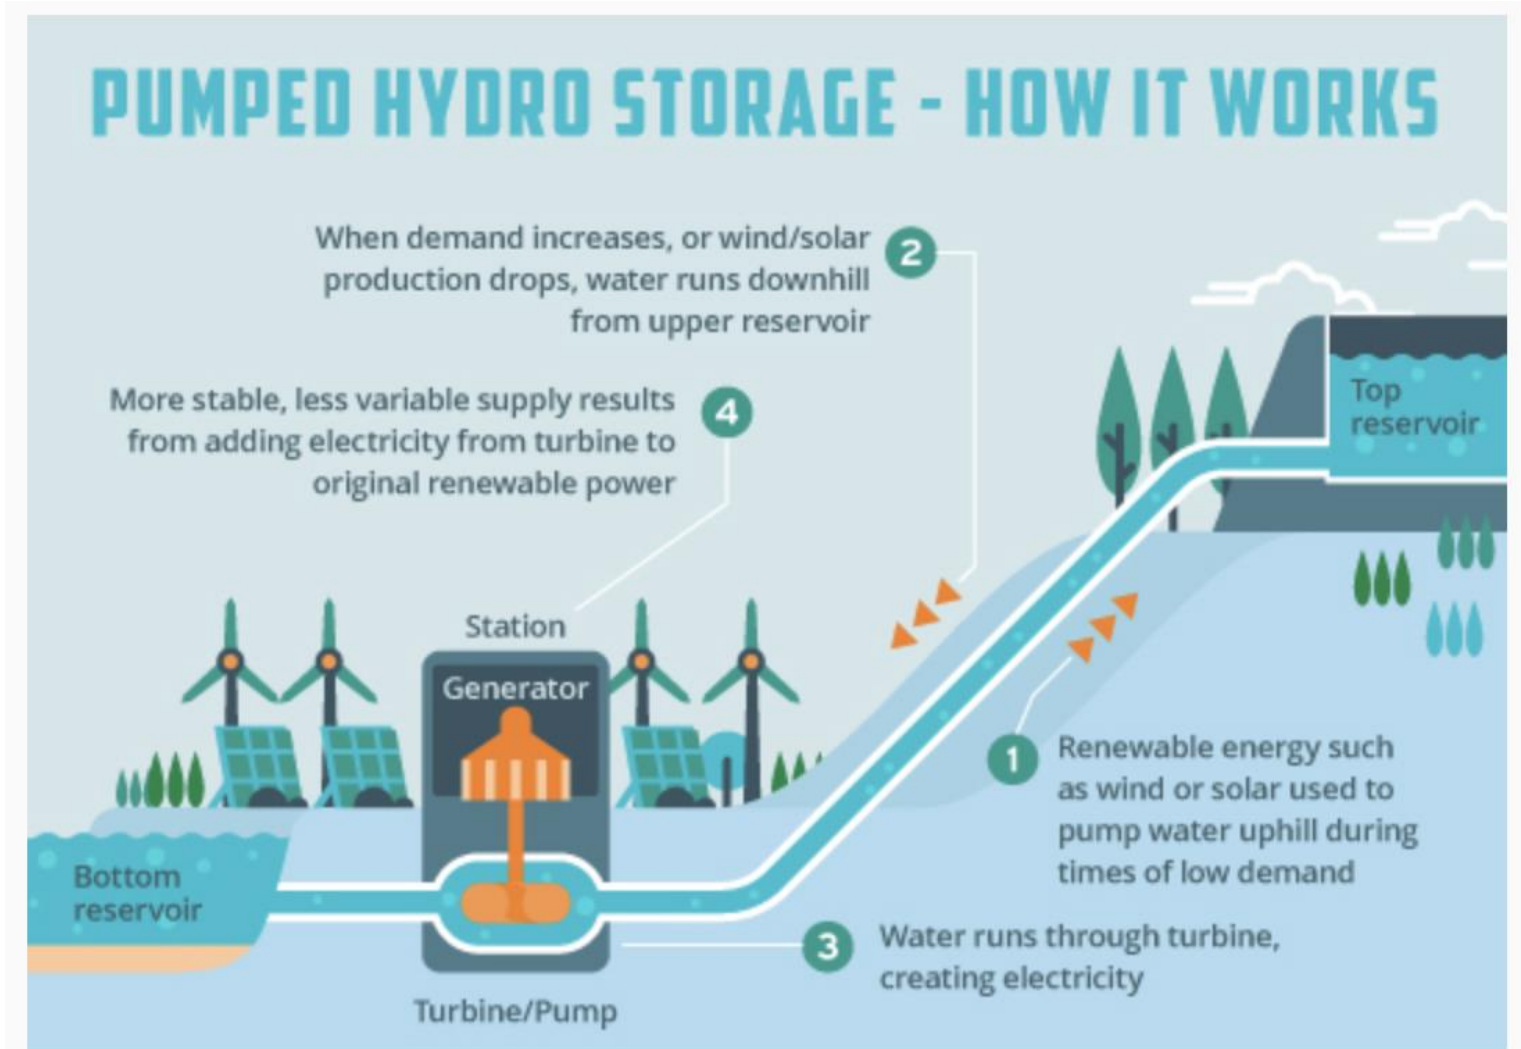 PUMPED HYDRO STORAGE - HOW IT WORKS
When demand increases, or wind/solar
production drops, water runs downhill
from upper reservoir
2
More stable, less variable supply results
from adding electricity from turbine to
original renewable power
4
Top
reservoir
Station
Generator
1
Renewable energy such
as wind or solar used to
pump water uphill during
times of low demand
Bottom
reservoir
3
Water runs through turbine,
creating electricity
Turbine/Pump